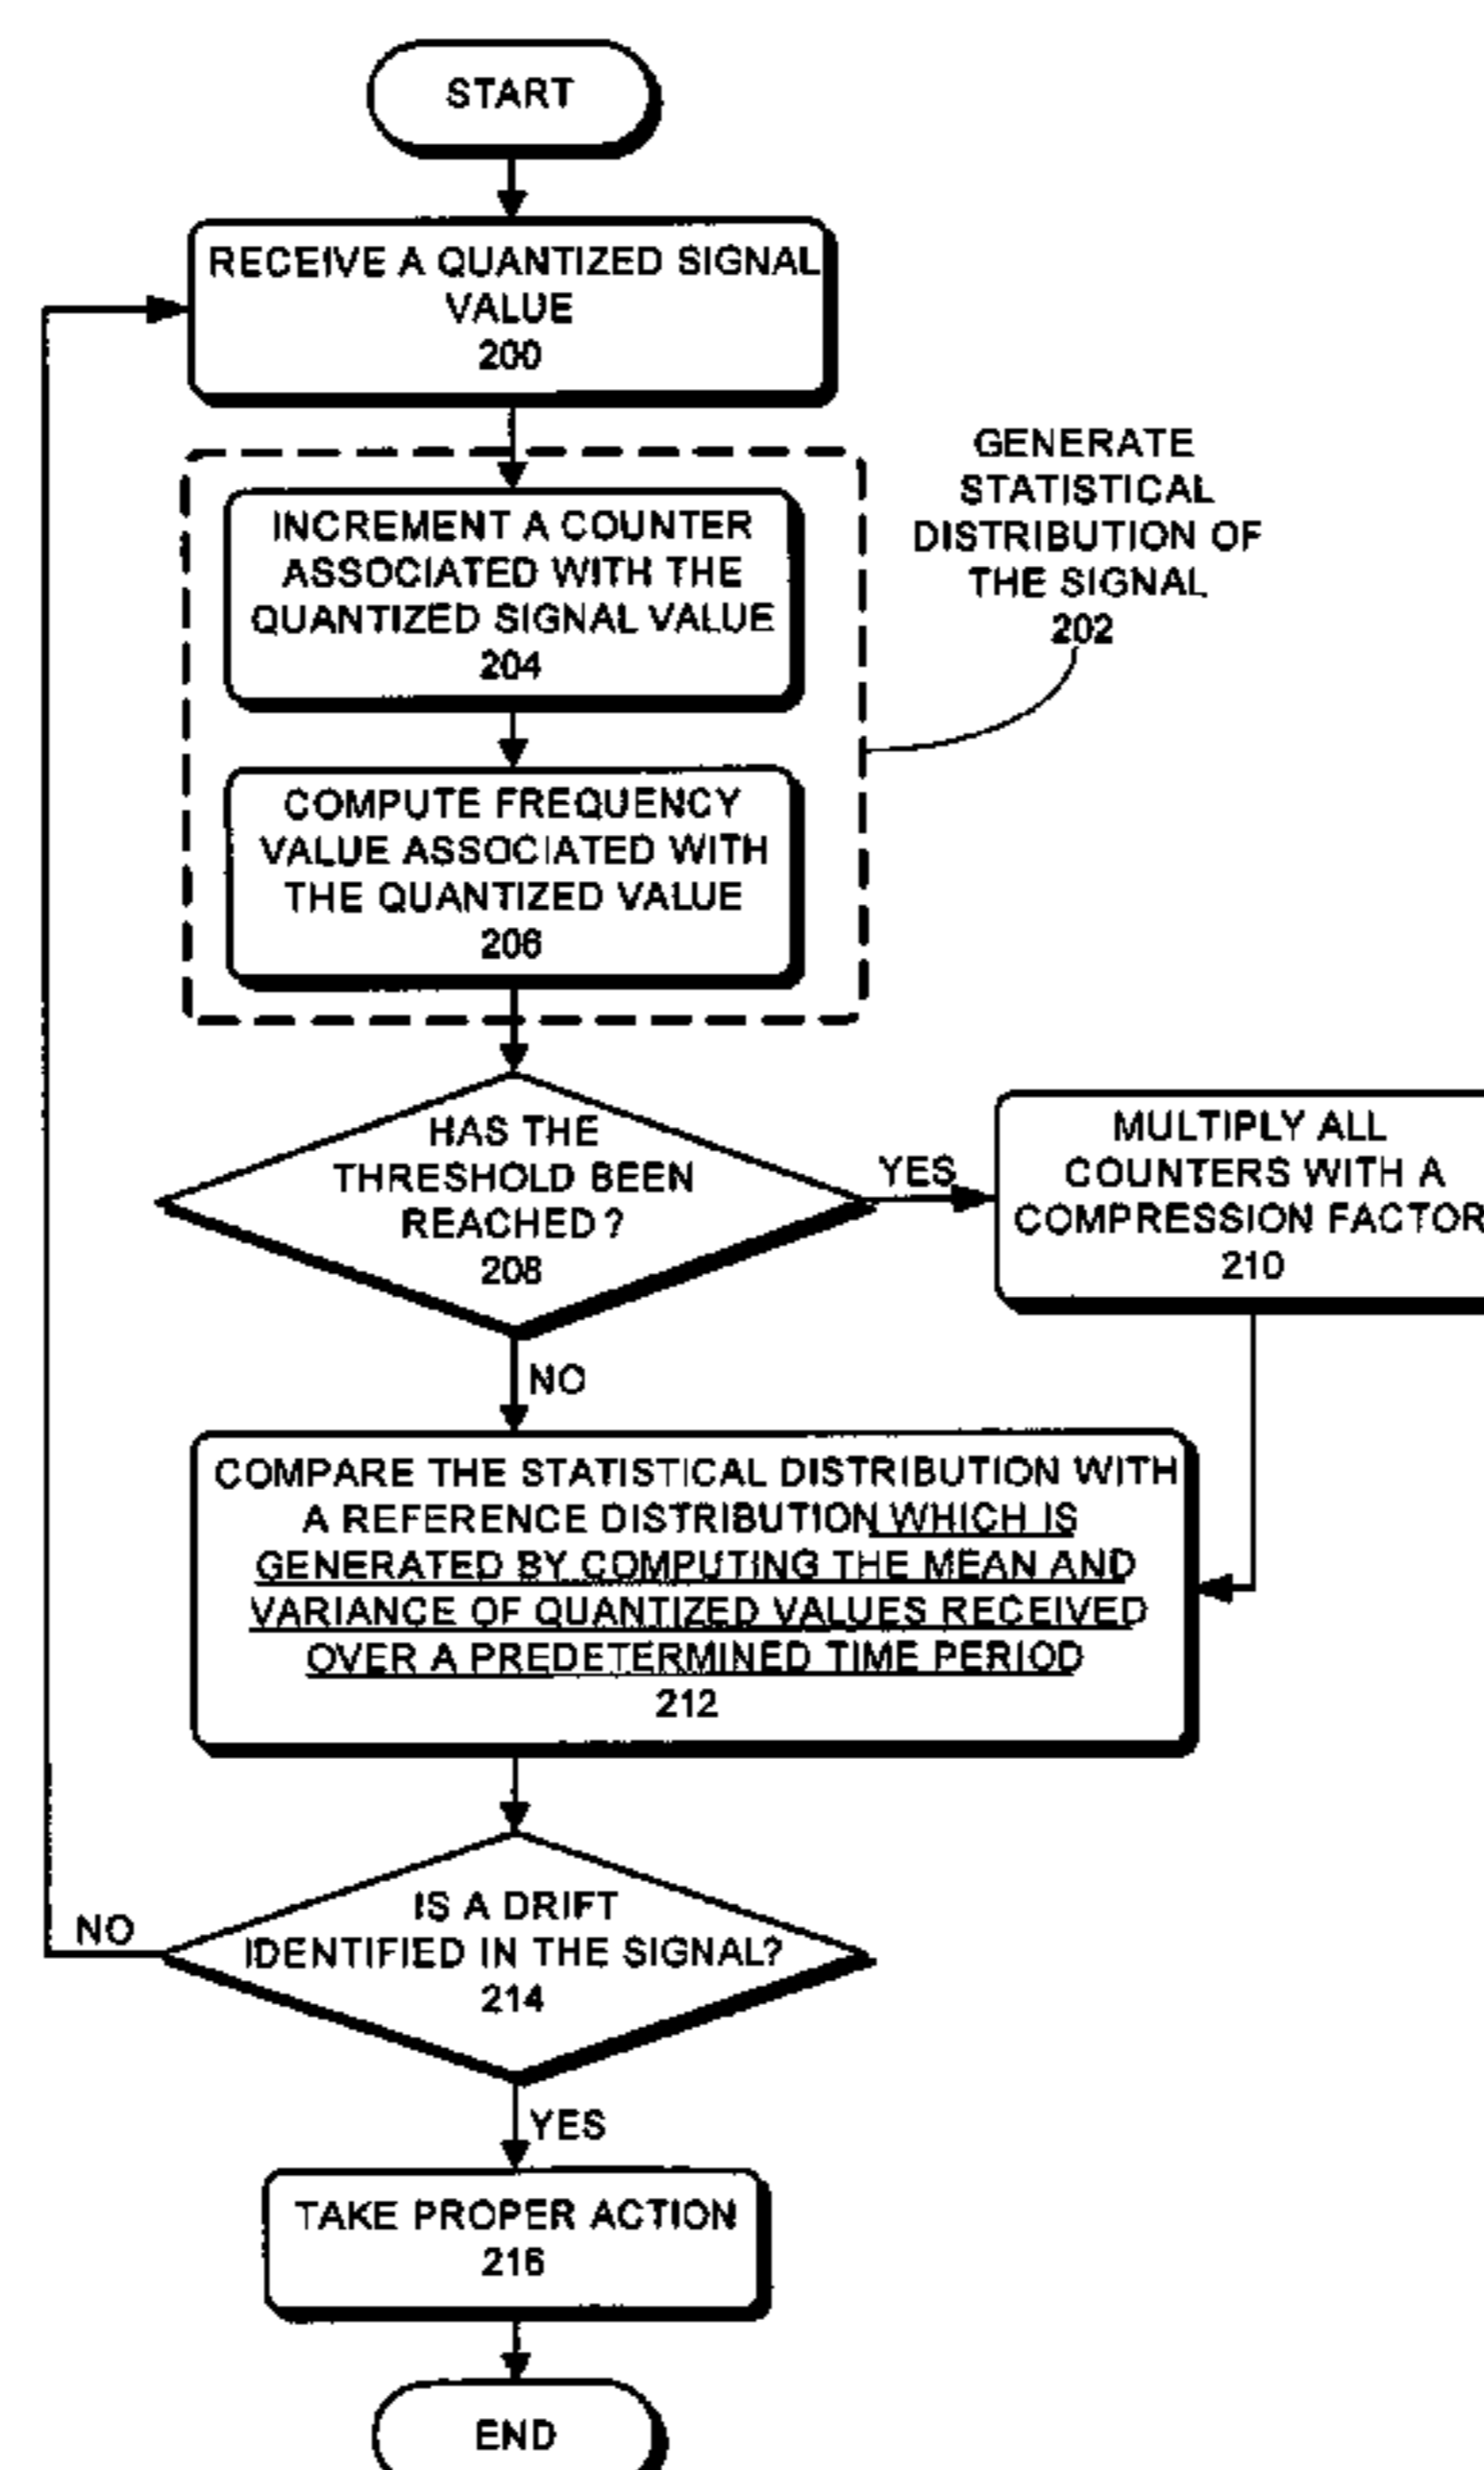 START
RECEIVE A QUANTIZED SIGNAL
VALUE
200
GENERATE
STATISTICAL
DISTRIBUTION OF
THE SIGNAL
202
INCREMENT A COUNTER
ASSOCIATED WITH THE
QUANTIZED SIGNAL VALUE
204
COMPUTE FREQUENCY
VALUE ASSOCIATED WITH
THE QUANTIZED VALUE
206
HAS THE
THRESHOLD BEEN
REACHED?
208
YES
MULTIPLY ALL
COUNTERS WITH A
COMPRESSION FACTOR
210
NO
COMPARE THE STATISTICAL DISTRIBUTION WITH
A REFERENCE DISTRIBUTION WHICH IS
GENERATED BY COMPUTING THE MEAN AND
VARIANCE OF QUANTIZED VALUES RECEIVED
OVER A PREDETERMINED TIME PERIOD
212
NO
IS A DRIFT
IDENTIFIED IN THE SIGNAL?
214
YES
TAKE PROPER ACTION
216
END